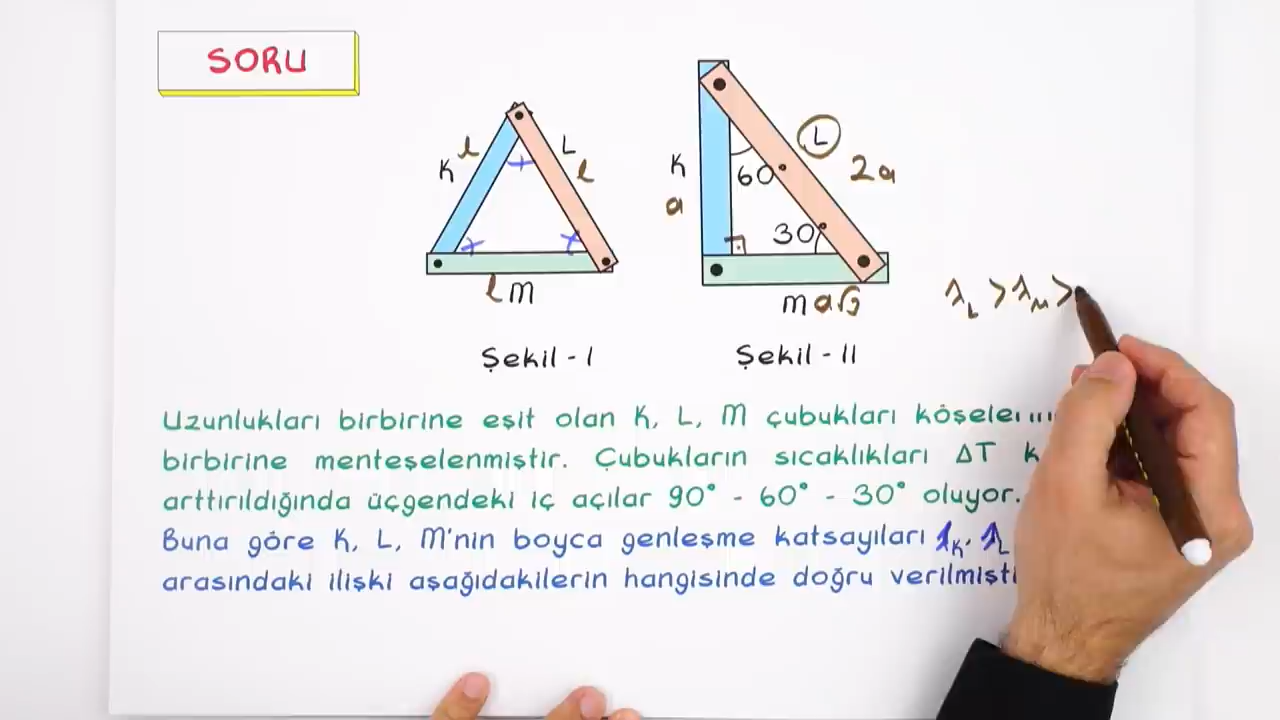 SORU
K l
L
l
l M
K
a
L
2a
60°
30°
M a√3
λL > λM >
Şekil - I
Şekil - II
Uzunlukları birbirine eşit olan K, L, M çubukları
birbirine menteşelenmiştir. Çubukların sıcaklıkları ΔT
arttırıldığında üçgendeki iç açılar 90° - 60° - 30° oluyor.
Buna göre K, L, M'nin boyca genleşme katsayıları λK, λL
arasındaki ilişki aşağıdakilerin hangisinde doğru